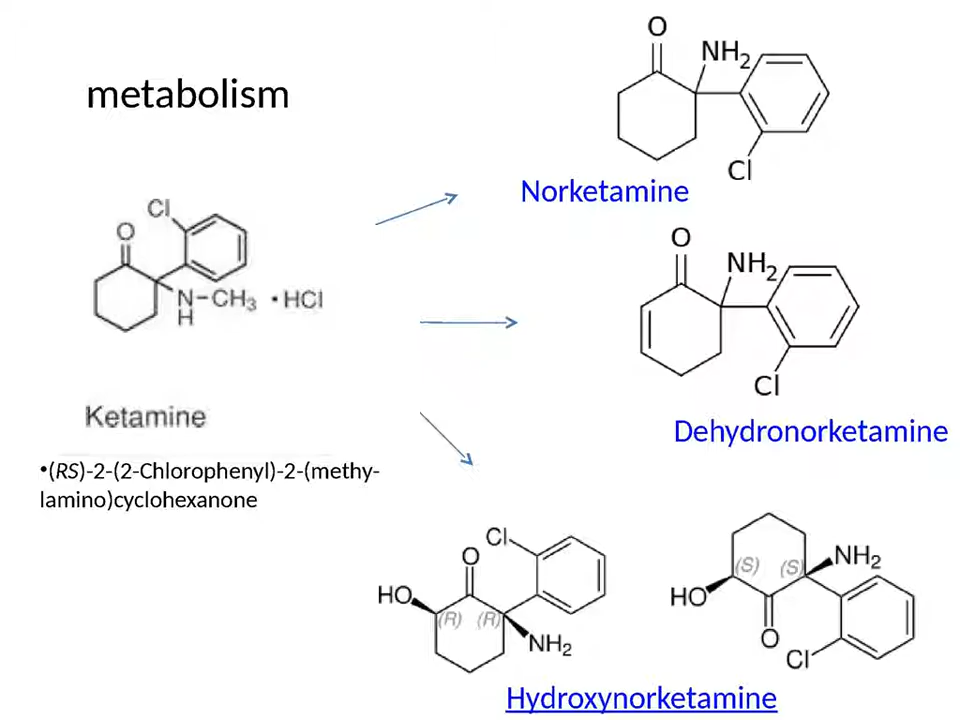 metabolism
O
NH2
Cl
Norketamine
Cl
O
N-CH3 • HCl
H
Ketamine
•(RS)-2-(2-Chlorophenyl)-2-(methy-
lamino)cyclohexanone
O
NH2
Cl
Dehydronorketamine
Cl
O
HO
(R) (R)
NH2
(S) (S)
NH2
HO
O
Cl
Hydroxynorketamine